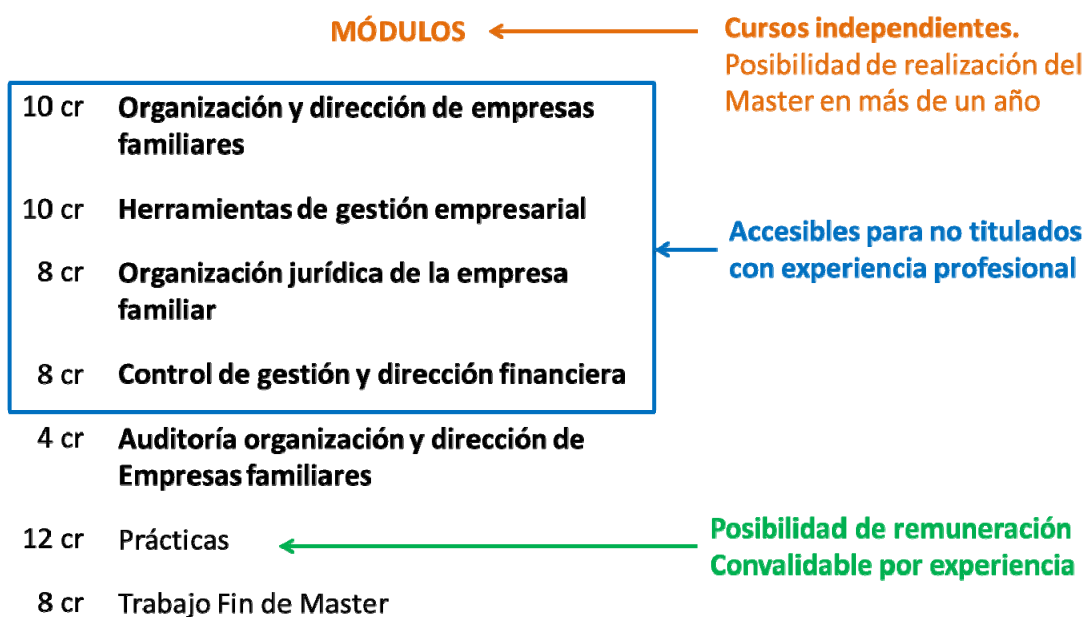 MÓDULOS
Cursos independientes.
Posibilidad de realización del
Master en más de un año
10 cr Organización y dirección de empresas
familiares
10 cr Herramientas de gestión empresarial
Accesibles para no titulados
con experiencia profesional
8 cr Organización jurídica de la empresa
familiar
8 cr Control de gestión y dirección financiera
4 cr Auditoría organización y dirección de
Empresas familiares
12 cr Prácticas
Posibilidad de remuneración
Convalidable por experiencia
8 cr Trabajo Fin de Master